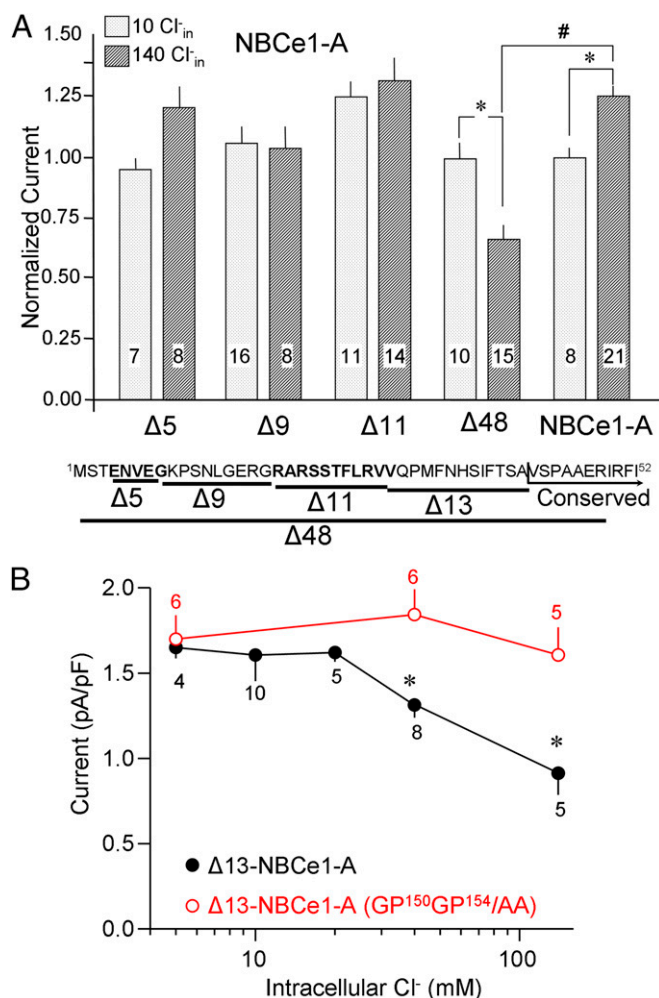 A
10 Cl⁻in
140 Cl⁻in
NBCe1-A
Normalized Current
1.50
1.25
1.00
0.75
0.50
0.25
0.00
#
*
*
7 8 16 8 11 14 10 15 8 21
Δ5 Δ9 Δ11 Δ48 NBCe1-A
¹MSTENVEGKPSNLGERGRARSSTFLRVVQPMFNHSIFTSAVSPAAERIRFI⁵²
Δ5 Δ9 Δ11 Δ13 Conserved
Δ48
B
Current (pA/pF)
2.0
1.5
1.0
0.5
0.0
6 6 5
4 10 5 * 8 * 5
Δ13-NBCe1-A
Δ13-NBCe1-A (GP¹⁵⁰GP¹⁵⁴/AA)
10 100
Intracellular Cl⁻ (mM)